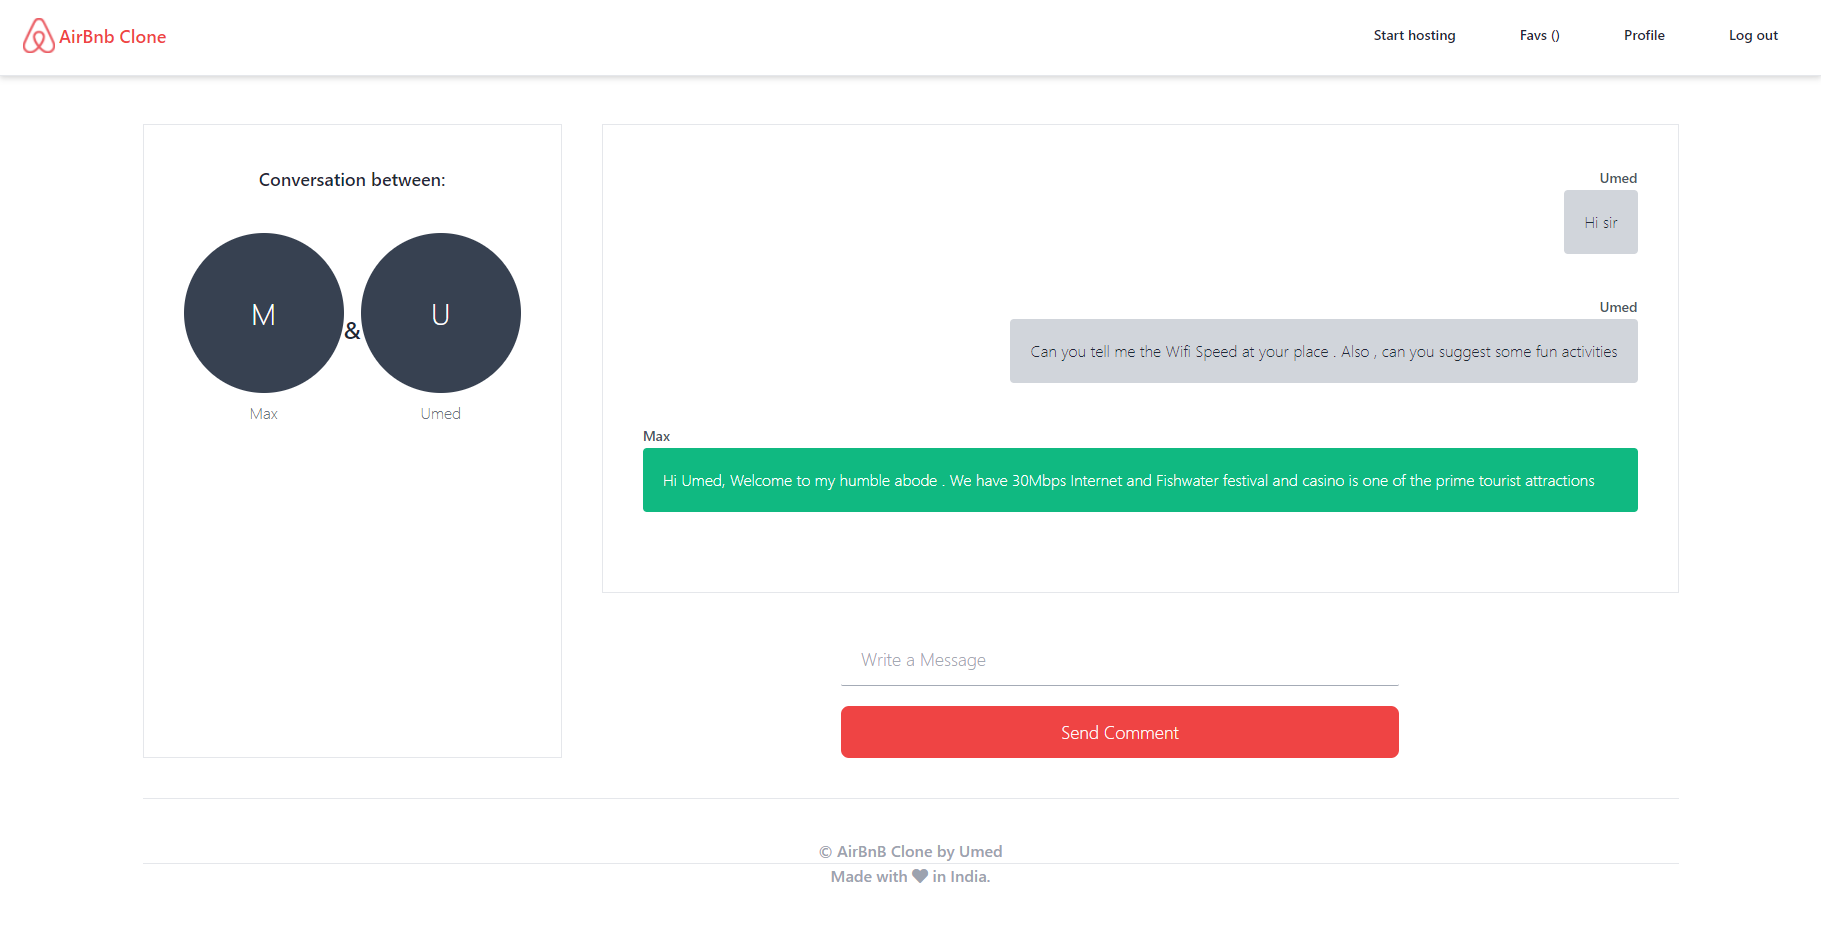 AirBnb Clone
Start hosting
Favs ()
Profile
Log out
Conversation between:
M
&
U
Max
Umed
Umed
Hi sir
Umed
Can you tell me the Wifi Speed at your place . Also , can you suggest some fun activities
Max
Hi Umed, Welcome to my humble abode . We have 30Mbps Internet and Fishwater festival and casino is one of the prime tourist attractions
Write a Message
Send Comment
© AirBnB Clone by Umed
Made with ♥ in India.